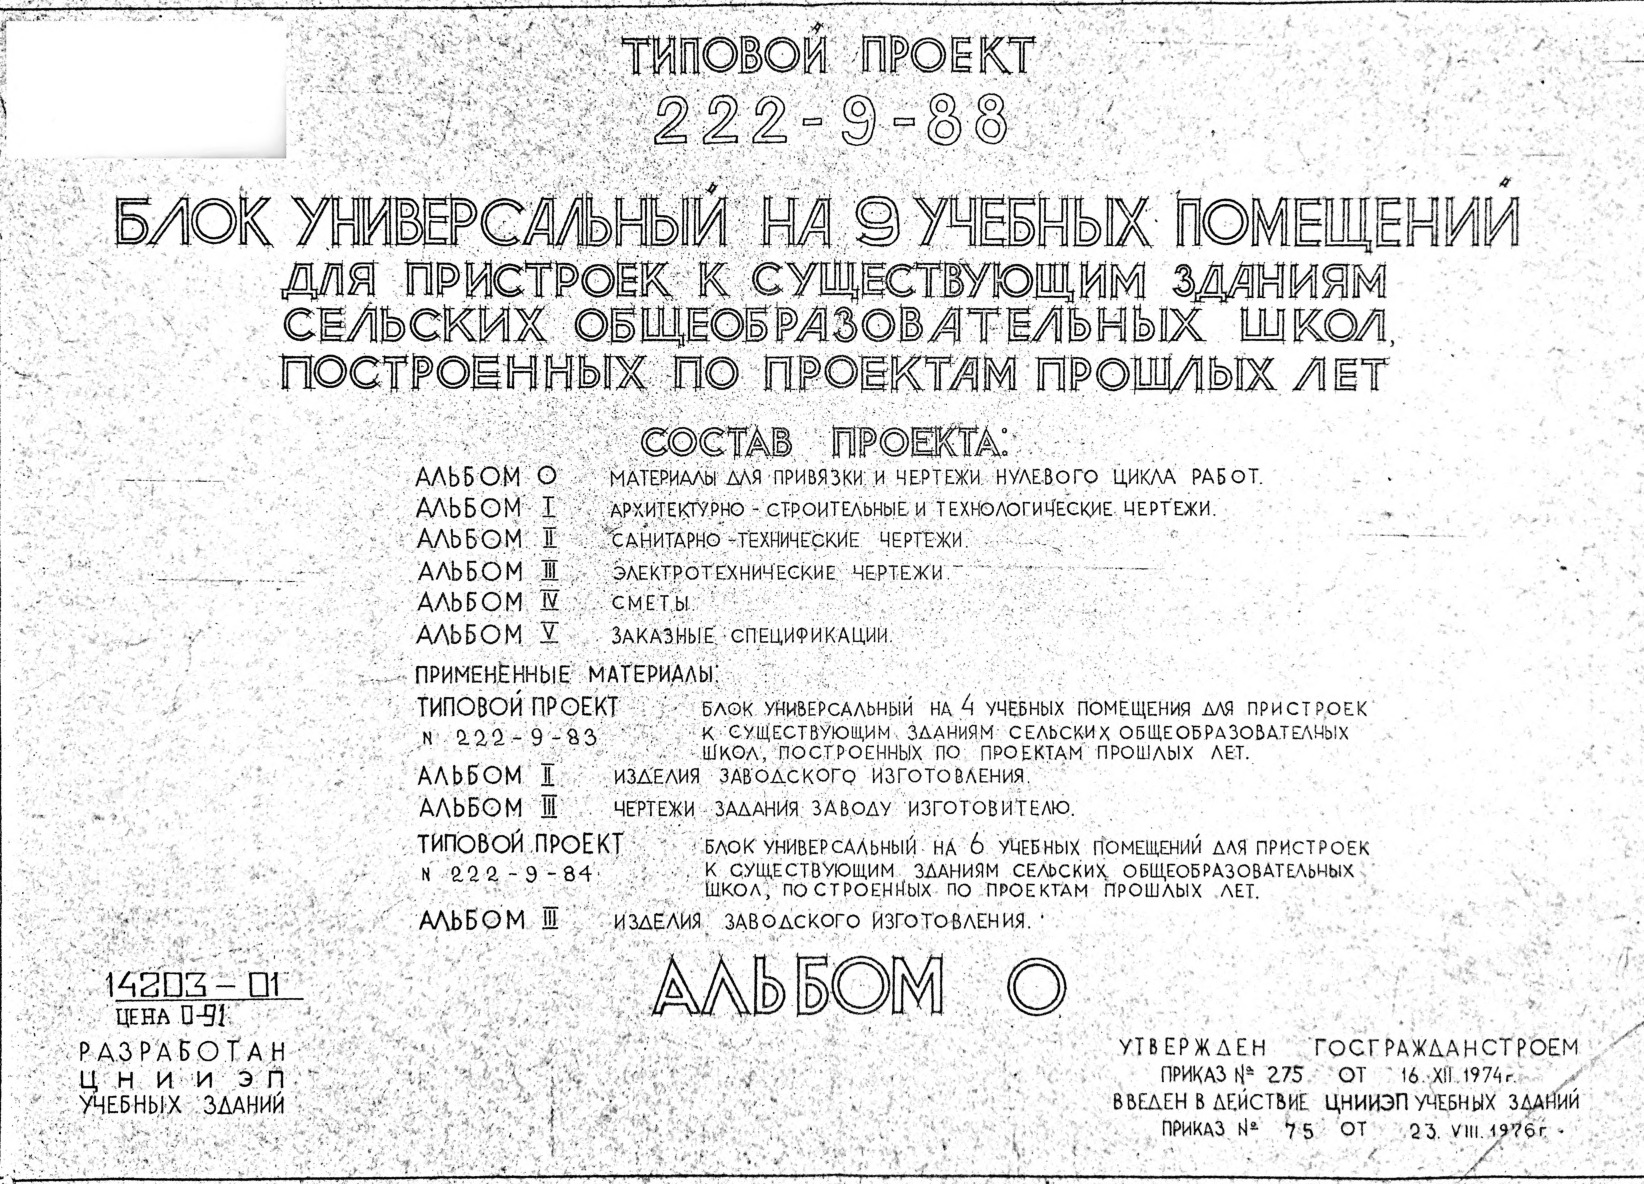 ТИПОВОЙ ПРОЕКТ
222-9-88
БЛОК УНИВЕРСАЛЬНЫЙ НА 9 УЧЕБНЫХ ПОМЕЩЕНИЙ
ДЛЯ ПРИСТРОЕК К СУЩЕСТВУЮЩИМ ЗДАНИЯМ
СЕЛЬСКИХ ОБЩЕОБРАЗОВАТЕЛЬНЫХ ШКОЛ,
ПОСТРОЕННЫХ ПО ПРОЕКТАМ ПРОШЛЫХ ЛЕТ
СОСТАВ ПРОЕКТА:
АЛЬБОМ О МАТЕРИАЛЫ ДЛЯ ПРИВЯЗКИ И ЧЕРТЕЖИ НУЛЕВОГО ЦИКЛА РАБОТ.
АЛЬБОМ I АРХИТЕКТУРНО-СТРОИТЕЛЬНЫЕ И ТЕХНОЛОГИЧЕСКИЕ ЧЕРТЕЖИ.
АЛЬБОМ II САНИТАРНО-ТЕХНИЧЕСКИЕ ЧЕРТЕЖИ.
АЛЬБОМ III ЭЛЕКТРОТЕХНИЧЕСКИЕ ЧЕРТЕЖИ.
АЛЬБОМ IV СМЕТЫ.
АЛЬБОМ V ЗАКАЗНЫЕ СПЕЦИФИКАЦИИ.
ПРИМЕНЕННЫЕ МАТЕРИАЛЫ:
ТИПОВОЙ ПРОЕКТ БЛОК УНИВЕРСАЛЬНЫЙ НА 4 УЧЕБНЫХ ПОМЕЩЕНИЯ ДЛЯ ПРИСТРОЕК
N 222-9-83 К СУЩЕСТВУЮЩИМ ЗДАНИЯМ СЕЛЬСКИХ ОБЩЕОБРАЗОВАТЕЛЬНЫХ
ШКОЛ, ПОСТРОЕННЫХ ПО ПРОЕКТАМ ПРОШЛЫХ ЛЕТ.
АЛЬБОМ II ИЗДЕЛИЯ ЗАВОДСКОГО ИЗГОТОВЛЕНИЯ.
АЛЬБОМ III ЧЕРТЕЖИ ЗАДАНИЯ ЗАВОДУ ИЗГОТОВИТЕЛЮ.
ТИПОВОЙ ПРОЕКТ БЛОК УНИВЕРСАЛЬНЫЙ НА 6 УЧЕБНЫХ ПОМЕЩЕНИЙ ДЛЯ ПРИСТРОЕК
N 222-9-84 К СУЩЕСТВУЮЩИМ ЗДАНИЯМ СЕЛЬСКИХ ОБЩЕОБРАЗОВАТЕЛЬНЫХ
ШКОЛ, ПОСТРОЕННЫХ ПО ПРОЕКТАМ ПРОШЛЫХ ЛЕТ.
АЛЬБОМ III ИЗДЕЛИЯ ЗАВОДСКОГО ИЗГОТОВЛЕНИЯ.
АЛЬБОМ О
14203-01
ЦЕНА 0-91
РАЗРАБОТАН
ЦНИИЭП
УЧЕБНЫХ ЗДАНИЙ
УТВЕРЖДЕН ГОСГРАЖДАНСТРОЕМ
ПРИКАЗ № 275 ОТ 16.XII.1974г.
ВВЕДЕН В ДЕЙСТВИЕ ЦНИИЭП УЧЕБНЫХ ЗДАНИЙ
ПРИКАЗ № 75 ОТ 23.VIII.1976г.